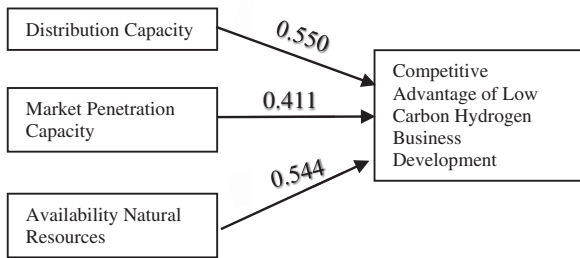 Distribution Capacity
0.550
Market Penetration
Capacity
0.411
Availability Natural
Resources
0.544
Competitive
Advantage of Low
Carbon Hydrogen
Business
Development